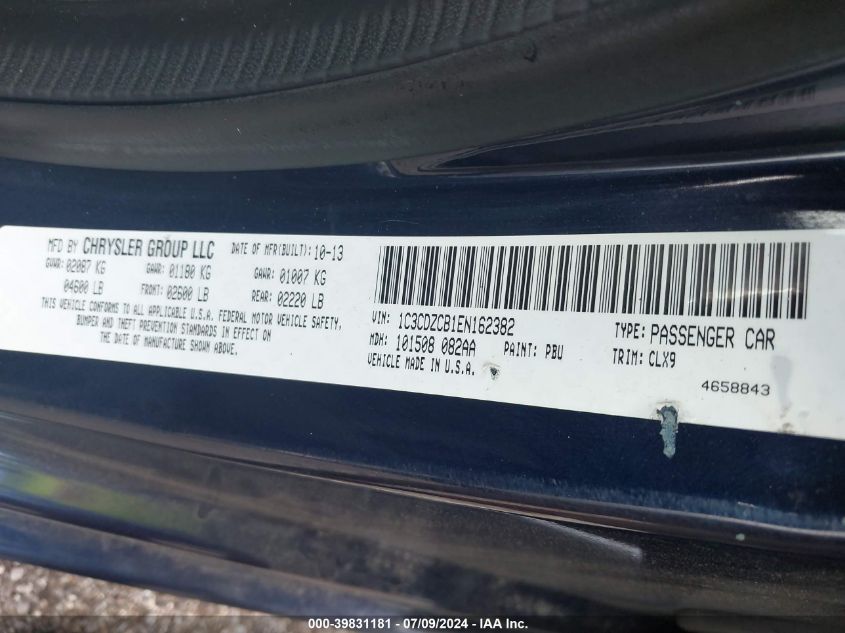 MFD BY CHRYSLER GROUP LLC DATE OF MFR(BUILT): 10-13
GVWR: 02087 KG GAWR: 01180 KG GAWR: 01007 KG
04600 LB FRONT: 02600 LB REAR: 02220 LB
THIS VEHICLE CONFORMS TO ALL APPLICABLE U.S.A. FEDERAL MOTOR VEHICLE SAFETY,
BUMPER AND THEFT PREVENTION STANDARDS IN EFFECT ON
THE DATE OF MANUFACTURE SHOWN ABOVE.
VIN: 1C3CDZCB1EN162382 TYPE: PASSENGER CAR
MDH: 101508 082AA PAINT: PBU TRIM: CLX9
VEHICLE MADE IN U.S.A.
4658843
000-39831181 / 07/09/2024 / IAA Inc.